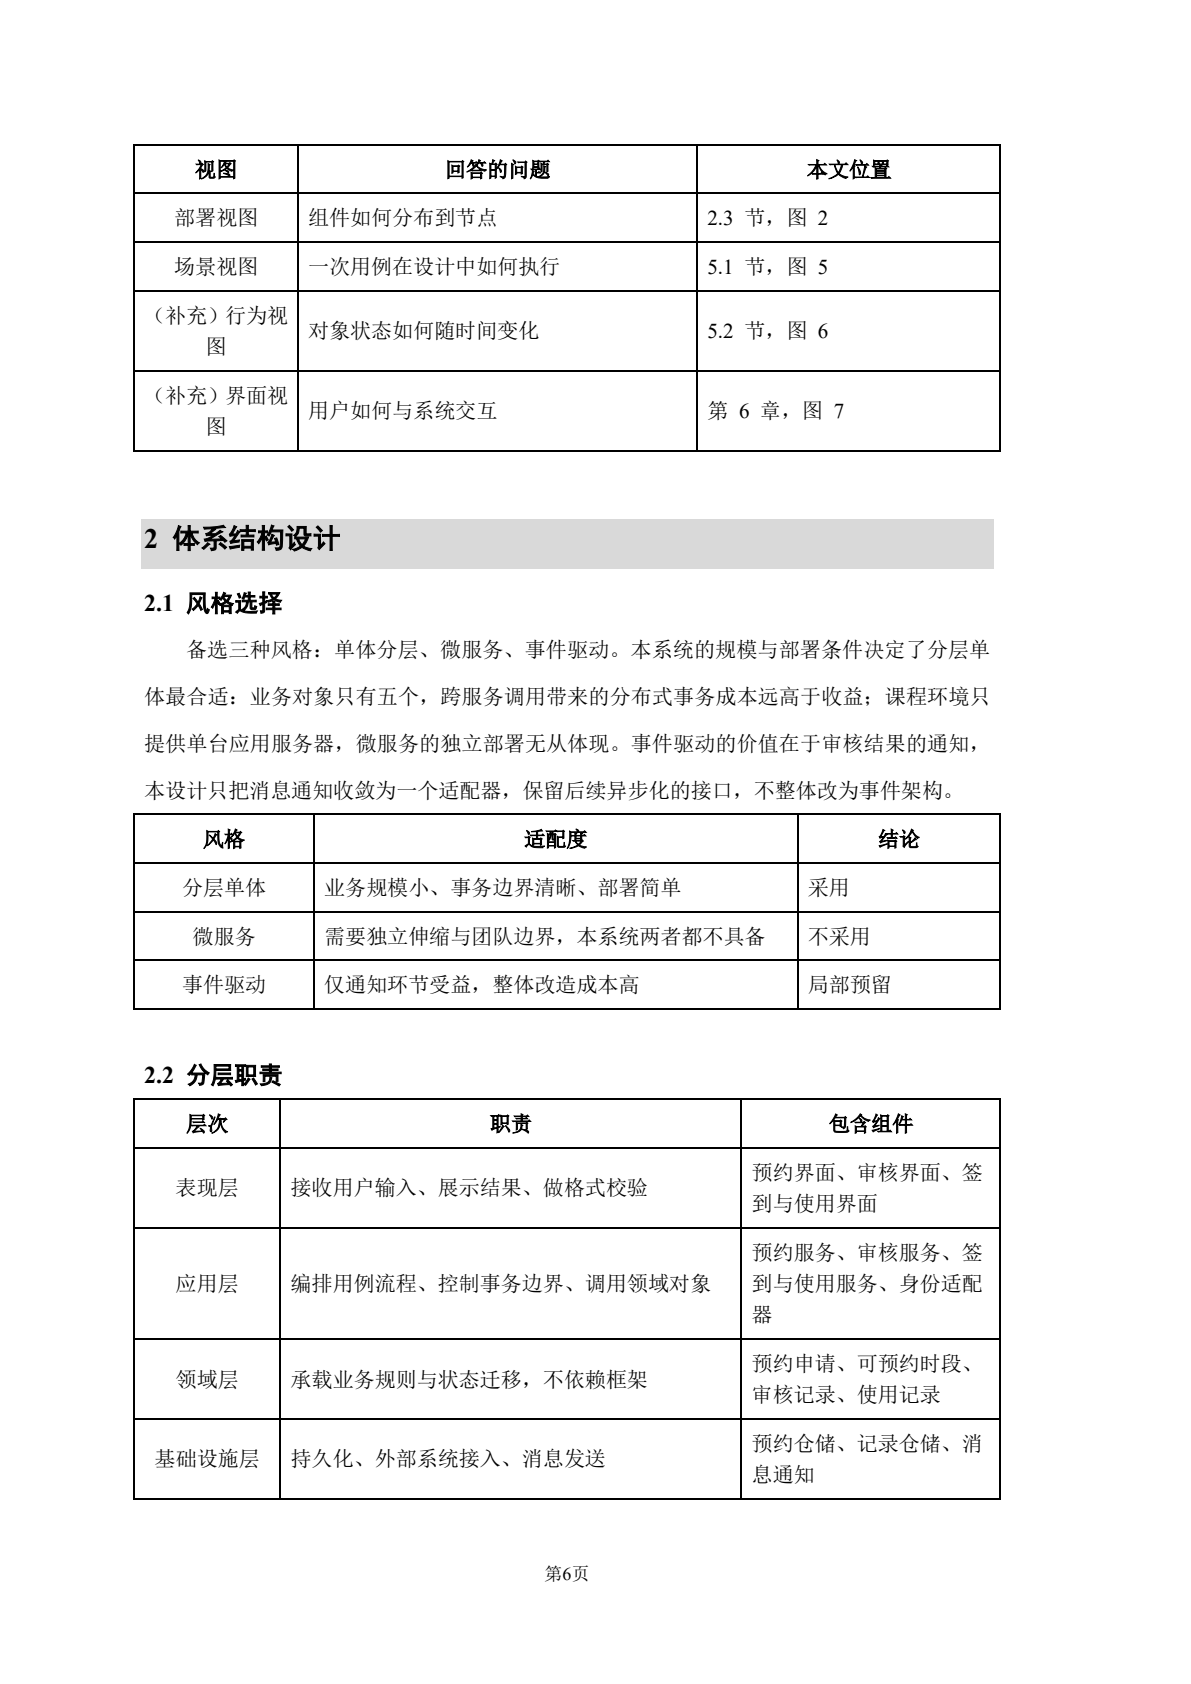 视图 回答的问题 本文位置
部署视图 组件如何分布到节点 2.3 节，图 2
场景视图 一次用例在设计中如何执行 5.1 节，图 5
（补充）行为视
图 对象状态如何随时间变化 5.2 节，图 6
（补充）界面视
图 用户如何与系统交互 第 6 章，图 7
2 体系结构设计
2.1 风格选择
备选三种风格：单体分层、微服务、事件驱动。本系统的规模与部署条件决定了分层单
体最合适：业务对象只有五个，跨服务调用带来的分布式事务成本远高于收益；课程环境只
提供单台应用服务器，微服务的独立部署无从体现。事件驱动的价值在于审核结果的通知，
本设计只把消息通知收敛为一个适配器，保留后续异步化的接口，不整体改为事件架构。
风格 适配度 结论
分层单体 业务规模小、事务边界清晰、部署简单 采用
微服务 需要独立伸缩与团队边界，本系统两者都不具备 不采用
事件驱动 仅通知环节受益，整体改造成本高 局部预留
2.2 分层职责
层次 职责 包含组件
表现层 接收用户输入、展示结果、做格式校验 预约界面、审核界面、签
到与使用界面
应用层 编排用例流程、控制事务边界、调用领域对象 预约服务、审核服务、签
到与使用服务、身份适配
器
领域层 承载业务规则与状态迁移，不依赖框架 预约申请、可预约时段、
审核记录、使用记录
基础设施层 持久化、外部系统接入、消息发送 预约仓储、记录仓储、消
息通知
第6页